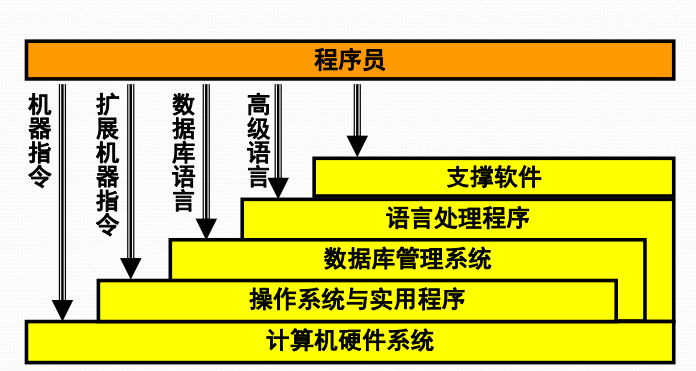 程序员
机器指令
扩展机器指令
数据库语言
高级语言
支撑软件
语言处理程序
数据库管理系统
操作系统与实用程序
计算机硬件系统